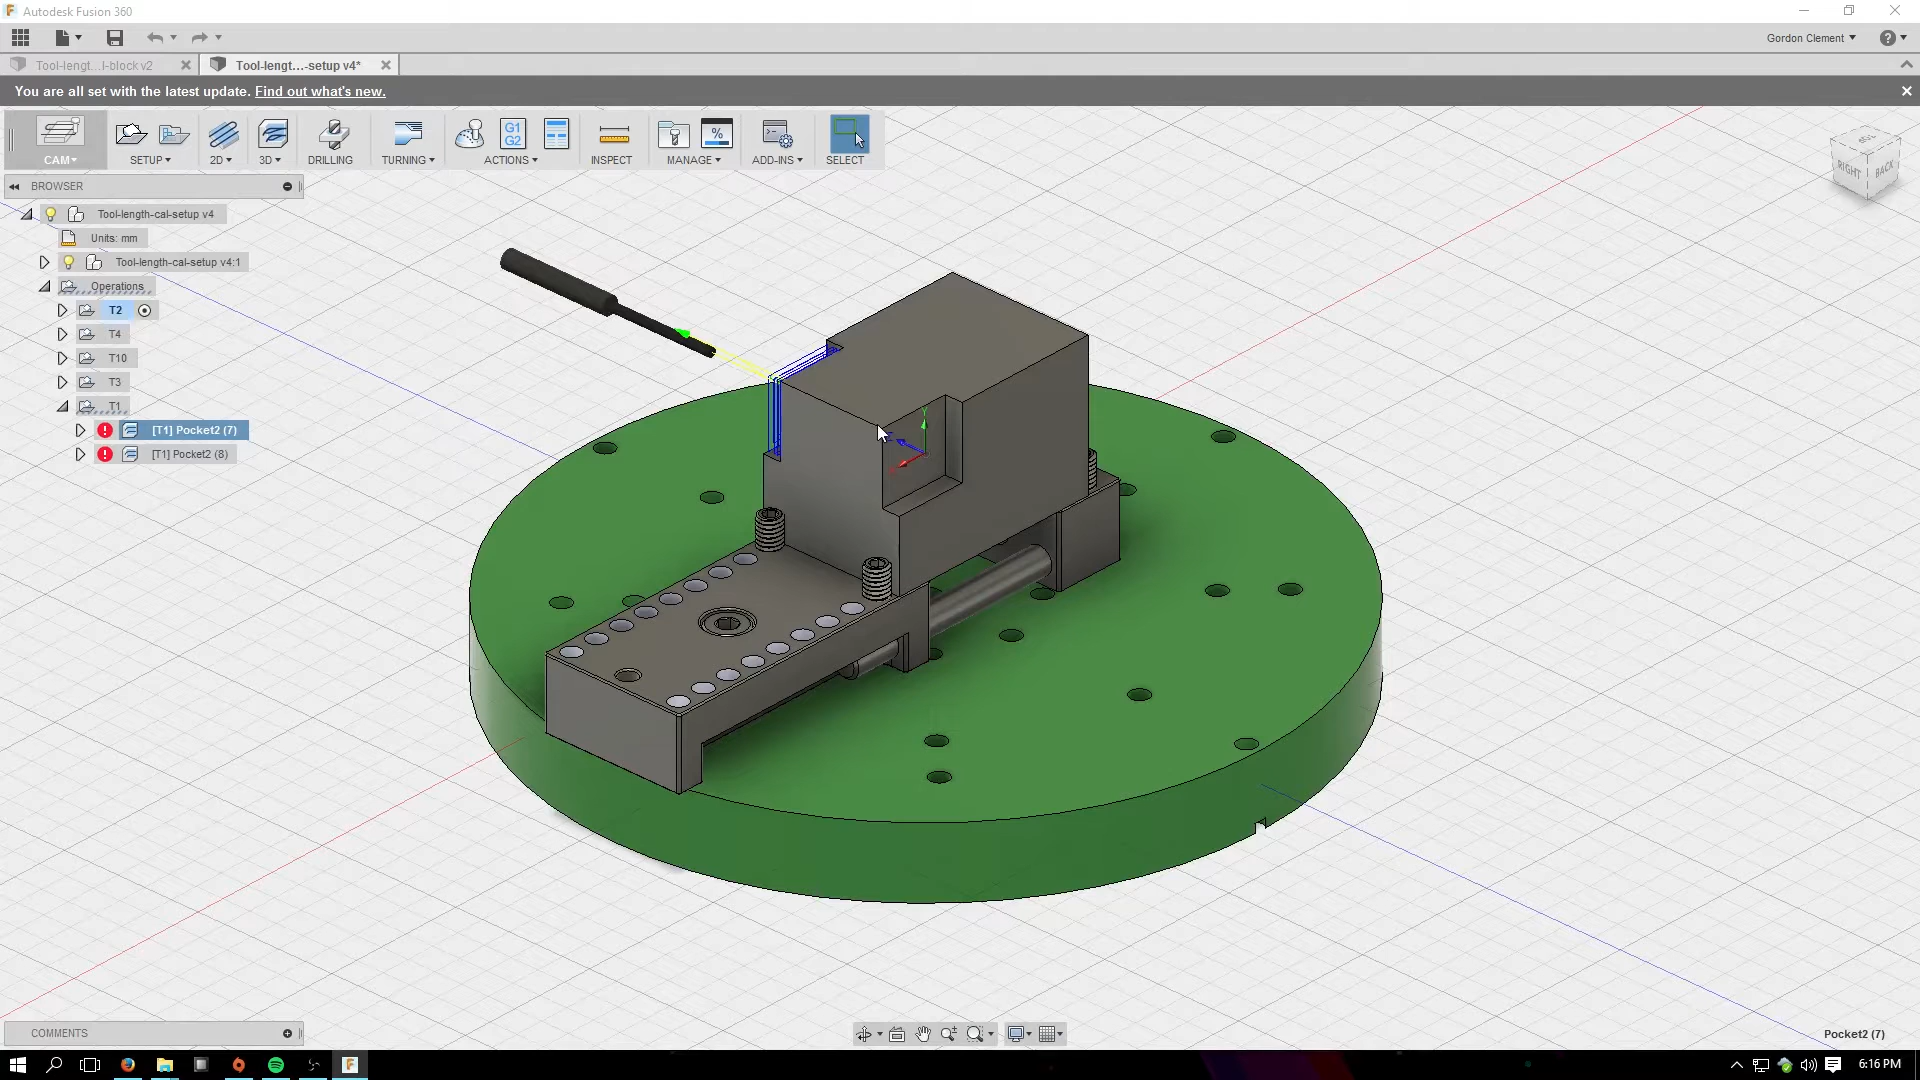 Autodesk Fusion 360
Gordon Clement
Tool-lengt...l-block v2
Tool-lengt...-setup v4*
You are all set with the latest update. Find out what's new.
G1
G2
%
CAM
SETUP
2D
3D
DRILLING
TURNING
ACTIONS
INSPECT
MANAGE
ADD-INS
SELECT
RIGHT
BACK
BROWSER
Tool-length-cal-setup v4
Units: mm
Tool-length-cal-setup v4:1
Operations
T2
T4
T10
T3
T1
[T1] Pocket2 (7)
[T1] Pocket2 (8)
Y
COMMENTS
Pocket2 (7)
6:16 PM